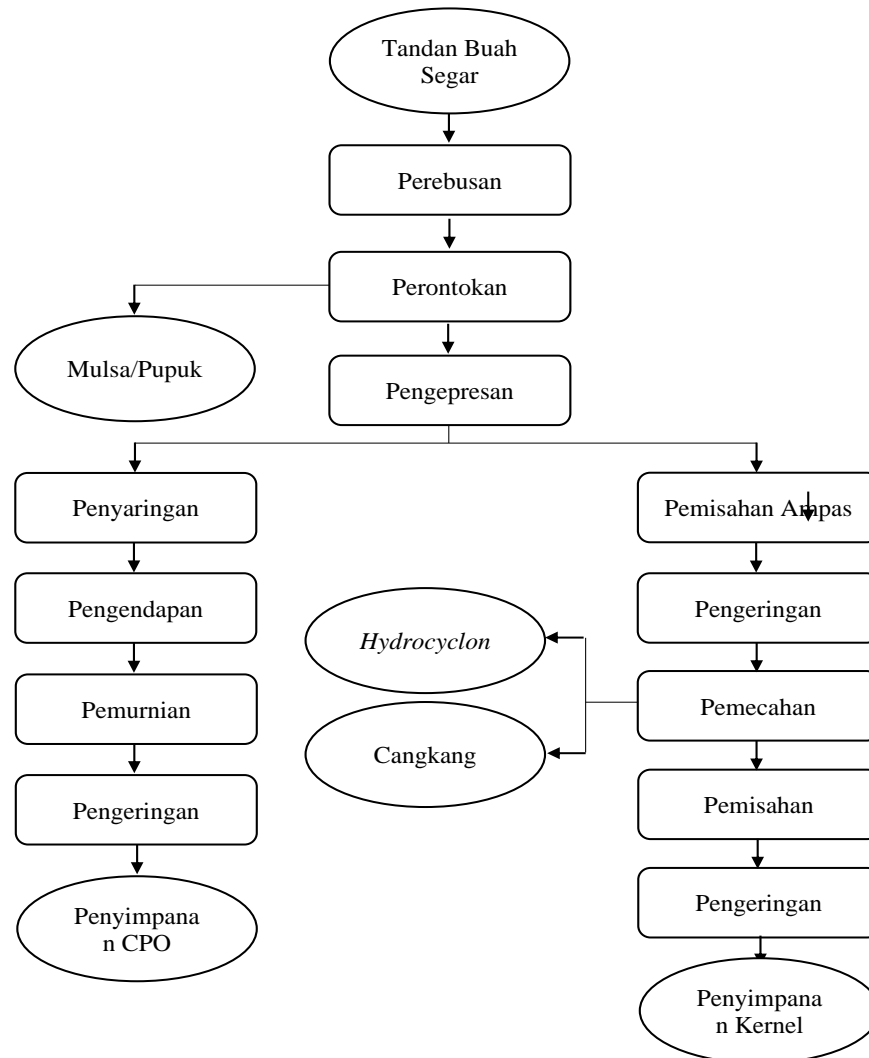 Tandan Buah
Segar
Perebusan
Perontokan
Mulsa/Pupuk
Pengepresan
Penyaringan
Pengendapan
Pemurnian
Pengeringan
Penyimpana
n CPO
Pemisahan Ampas
Pengeringan
Hydrocyclon
Cangkang
Pemecahan
Pemisahan
Pengeringan
Penyimpana
n Kernel